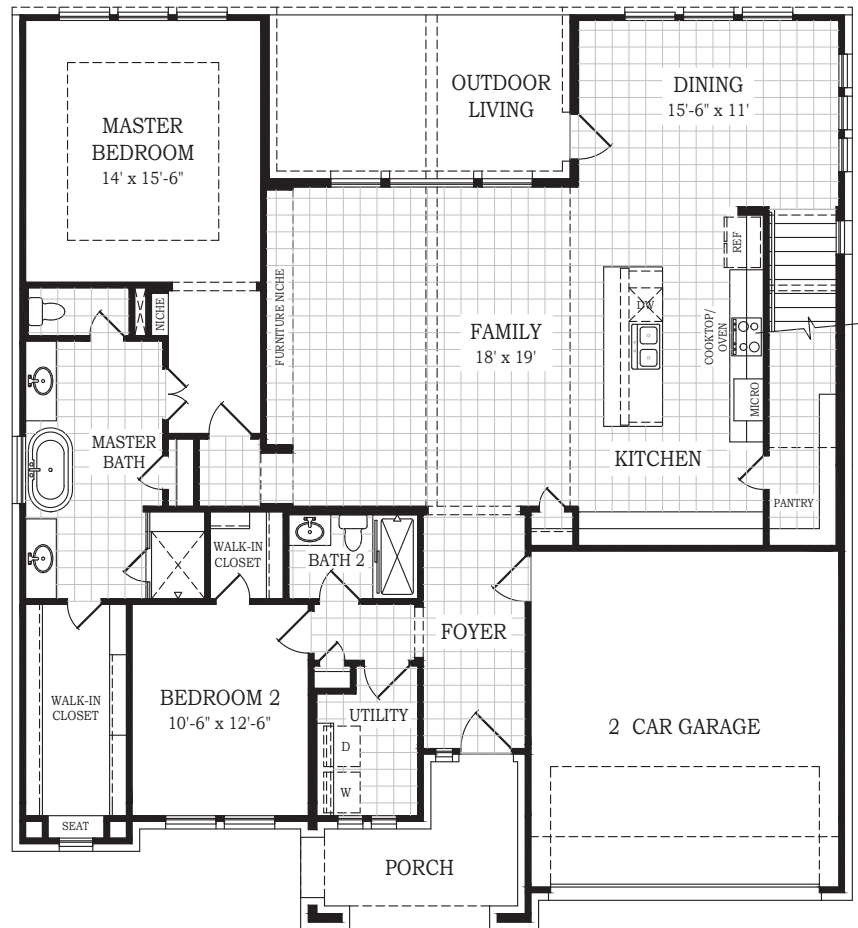 OUTDOOR
LIVING
DINING
15'-6" x 11'
MASTER
BEDROOM
14' x 15'-6"
REF
NICHE
FURNITURE NICHE
DW
FAMILY
18' x 19'
COOKTOP/
OVEN
MICRO
MASTER
BATH
KITCHEN
PANTRY
WALK-IN
CLOSET
BATH 2
FOYER
WALK-IN
CLOSET
BEDROOM 2
10'-6" x 12'-6"
UTILITY
2 CAR GARAGE
D
W
SEAT
PORCH